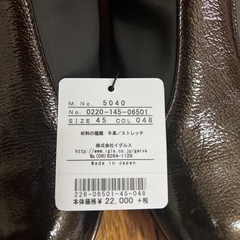 M. No. 5040
No. 0220-145-06501
SIZE 45 COL. 048
材料の種類 牛革/ストレッチ
株式会社イグルス
Tel.(06)6264-1129
http://www.igls.co.jp/gerva
Made in Japan
226-06501-45-048
本体価格 ¥ 22,000 +税